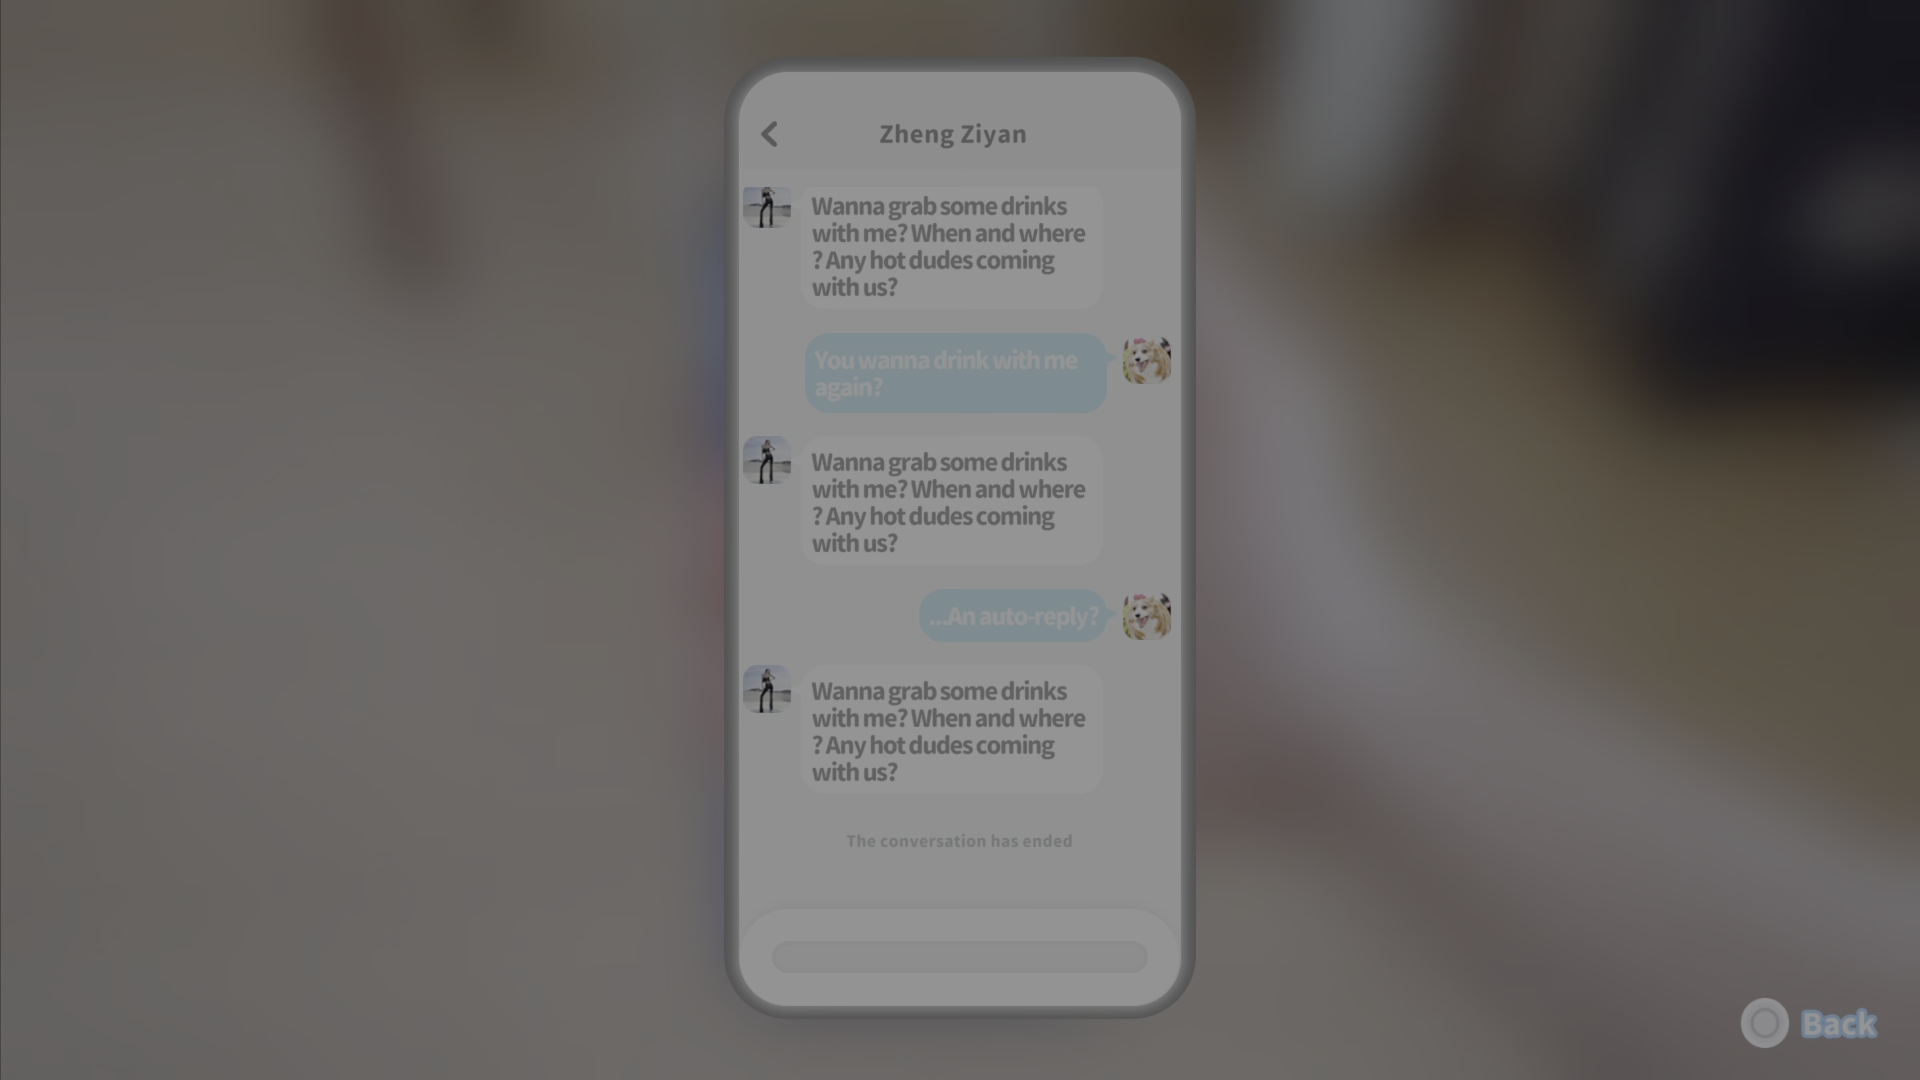 Zheng Ziyan
Wanna grab some drinks
with me? When and where
? Any hot dudes coming
with us?
You wanna drink with me
again?
Wanna grab some drinks
with me? When and where
? Any hot dudes coming
with us?
...An auto-reply?
Wanna grab some drinks
with me? When and where
? Any hot dudes coming
with us?
The conversation has ended
Back